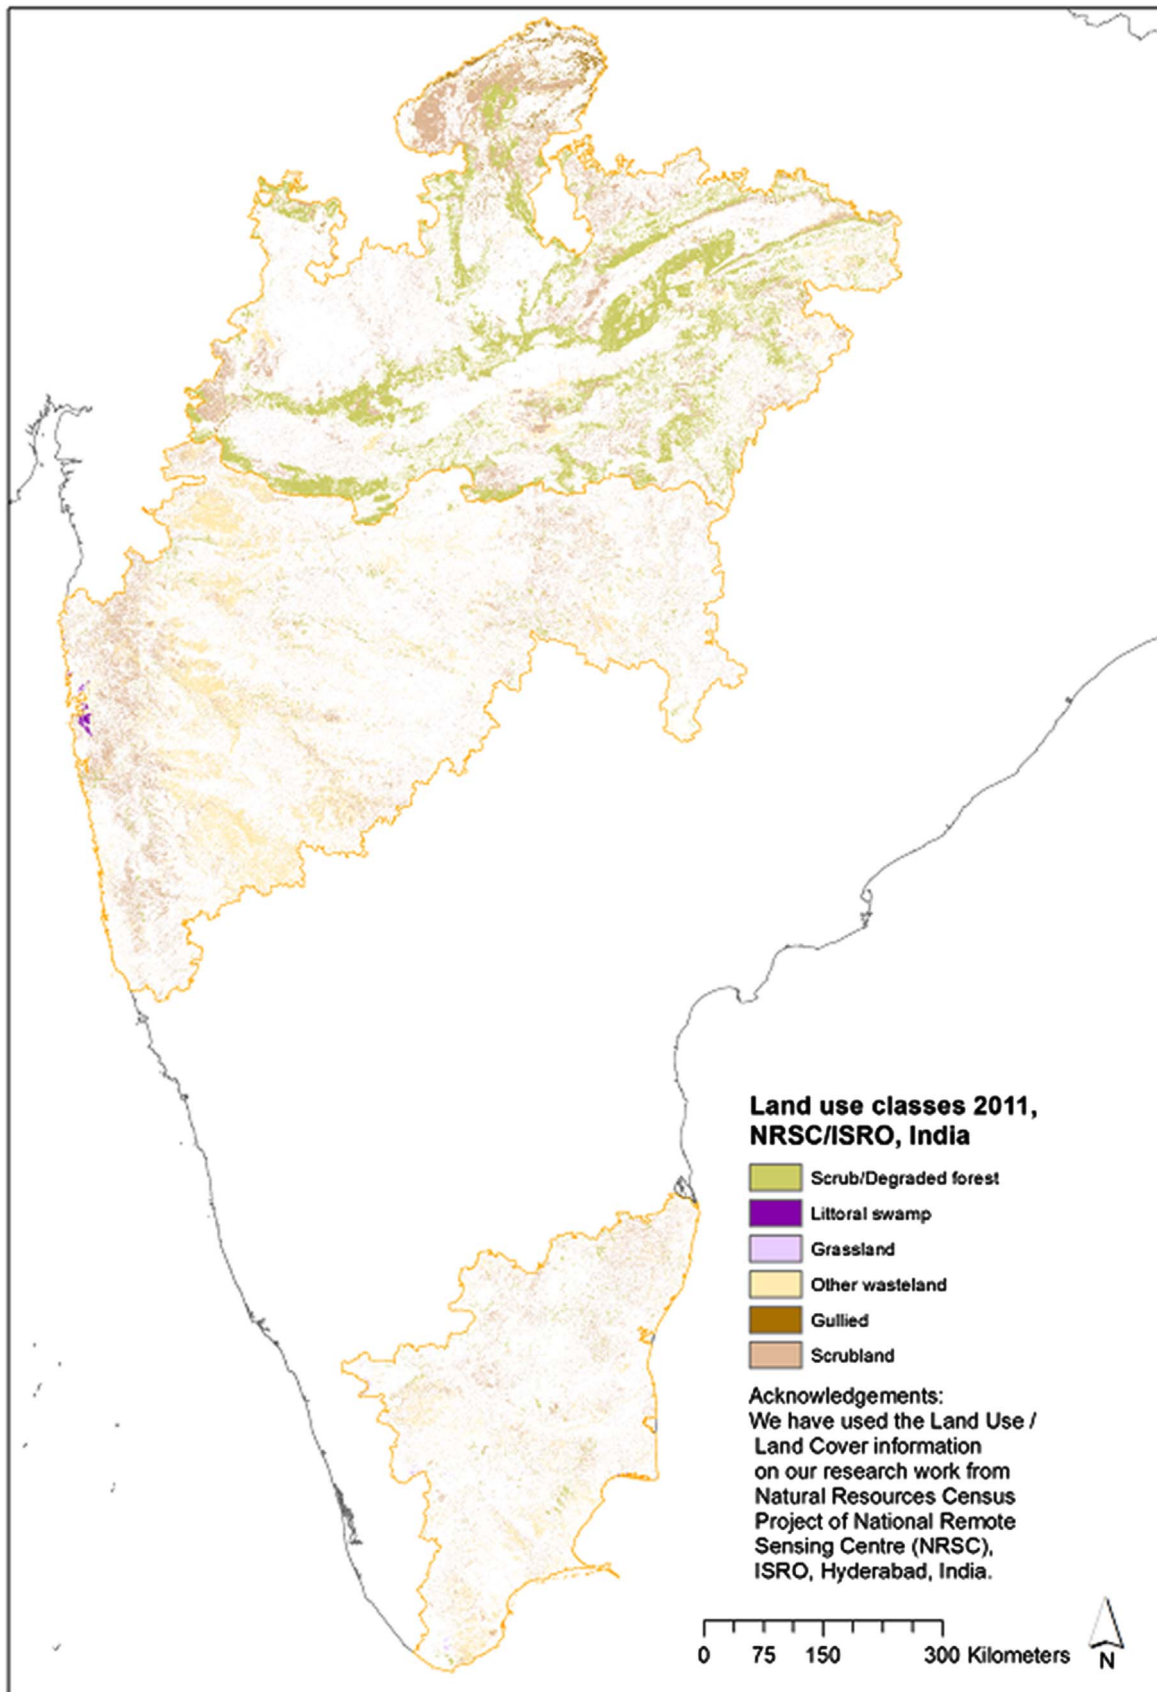 Land use classes 2011,
NRSC/ISRO, India
Scrub/Degraded forest
Littoral swamp
Grassland
Other wasteland
Gullied
Scrubland
Acknowledgements:
We have used the Land Use /
Land Cover information
on our research work from
Natural Resources Census
Project of National Remote
Sensing Centre (NRSC),
ISRO, Hyderabad, India.
0 75 150 300 Kilometers
N